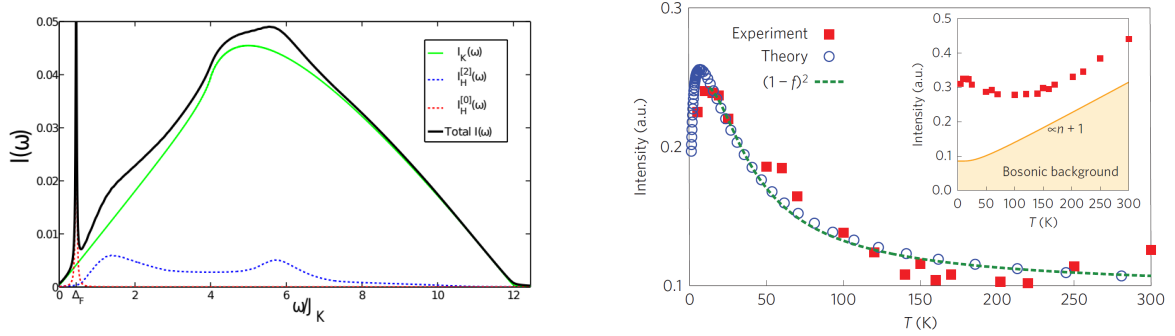 0.05
0.04
0.03
0.02
0.01
0
I(ω)
I_K(ω)
I_H^[2](ω)
I_H^[0](ω)
Total I(ω)
0 Δ_F 2 4 6 8 10 12
ω/J_K
Experiment
Theory
(1 – f)²
0.3
0.2
0.1
Intensity (a.u.)
0 50 100 150 200 250 300
T (K)
0.5
0.4
0.3
0.2
0.1
0.0
Intensity (a.u.)
∝n + 1
Bosonic background
0 50 100 150 200 250 300
T (K)